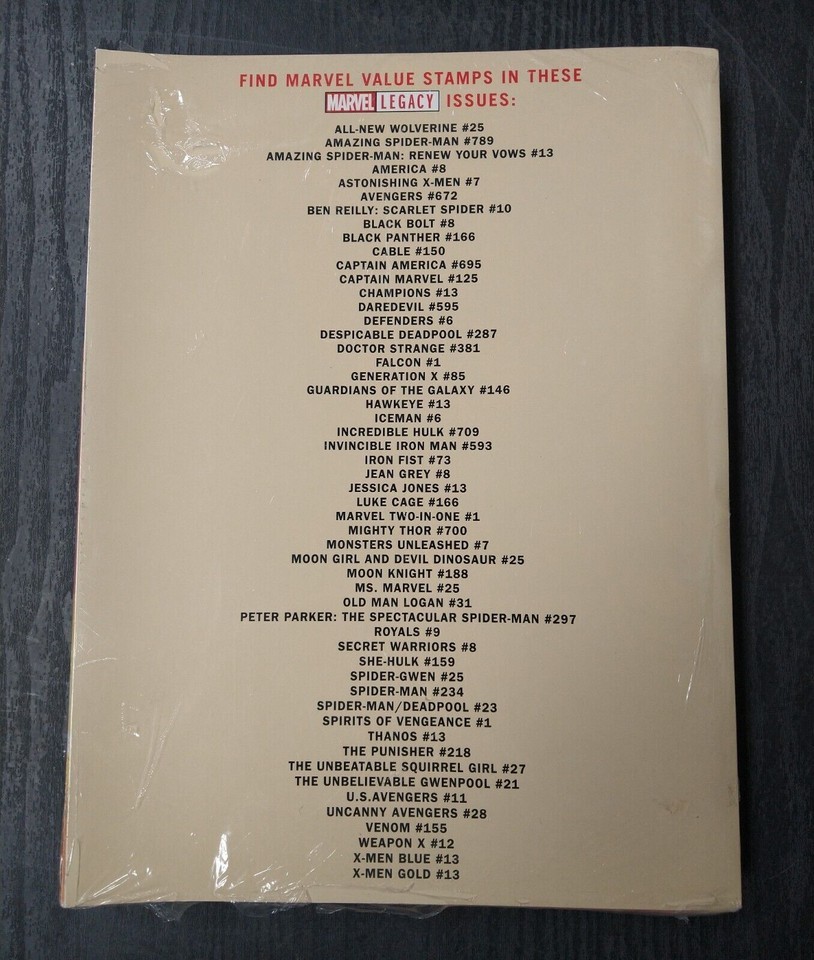 FIND MARVEL VALUE STAMPS IN THESE
MARVEL LEGACY ISSUES:
ALL-NEW WOLVERINE #25
AMAZING SPIDER-MAN #789
AMAZING SPIDER-MAN: RENEW YOUR VOWS #13
AMERICA #8
ASTONISHING X-MEN #7
AVENGERS #672
BEN REILLY: SCARLET SPIDER #10
BLACK BOLT #8
BLACK PANTHER #166
CABLE #150
CAPTAIN AMERICA #695
CAPTAIN MARVEL #125
CHAMPIONS #13
DAREDEVIL #595
DEFENDERS #6
DESPICABLE DEADPOOL #287
DOCTOR STRANGE #381
FALCON #1
GENERATION X #85
GUARDIANS OF THE GALAXY #146
HAWKEYE #13
ICEMAN #6
INCREDIBLE HULK #709
INVINCIBLE IRON MAN #593
IRON FIST #73
JEAN GREY #8
JESSICA JONES #13
LUKE CAGE #166
MARVEL TWO-IN-ONE #1
MIGHTY THOR #700
MONSTERS UNLEASHED #7
MOON GIRL AND DEVIL DINOSAUR #25
MOON KNIGHT #188
MS. MARVEL #25
OLD MAN LOGAN #31
PETER PARKER: THE SPECTACULAR SPIDER-MAN #297
ROYALS #9
SECRET WARRIORS #8
SHE-HULK #159
SPIDER-GWEN #25
SPIDER-MAN #234
SPIDER-MAN/DEADPOOL #23
SPIRITS OF VENGEANCE #1
THANOS #13
THE PUNISHER #218
THE UNBEATABLE SQUIRREL GIRL #27
THE UNBELIEVABLE GWENPOOL #21
U.S.AVENGERS #11
UNCANNY AVENGERS #28
VENOM #155
WEAPON X #12
X-MEN BLUE #13
X-MEN GOLD #13